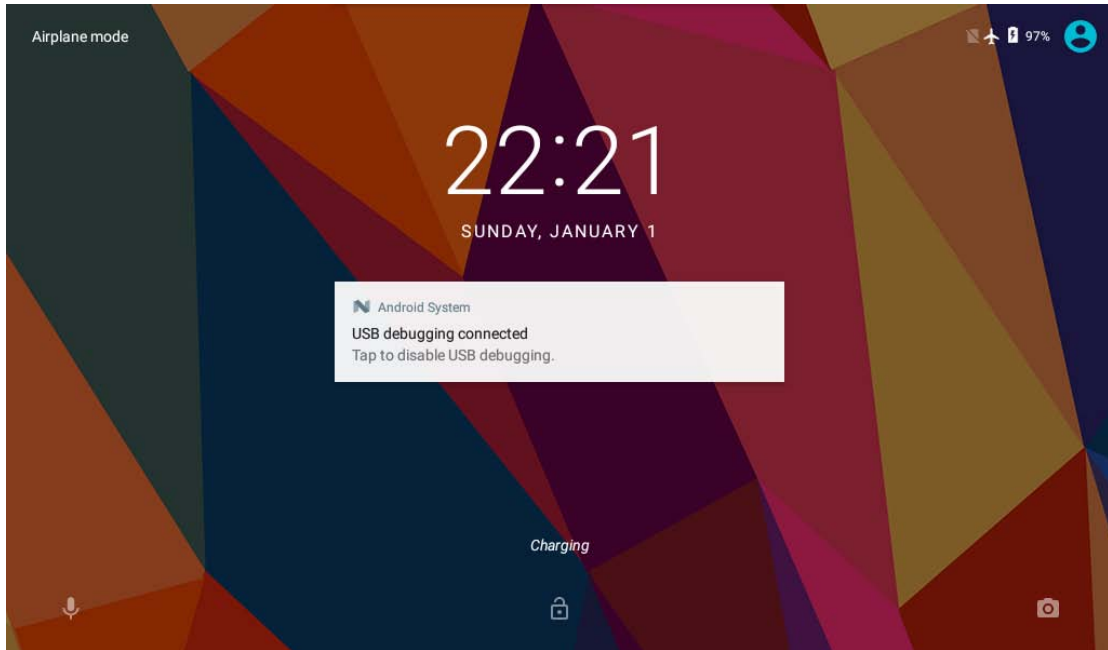 Airplane mode
97%
22:21
SUNDAY, JANUARY 1
Android System
USB debugging connected
Tap to disable USB debugging.
Charging